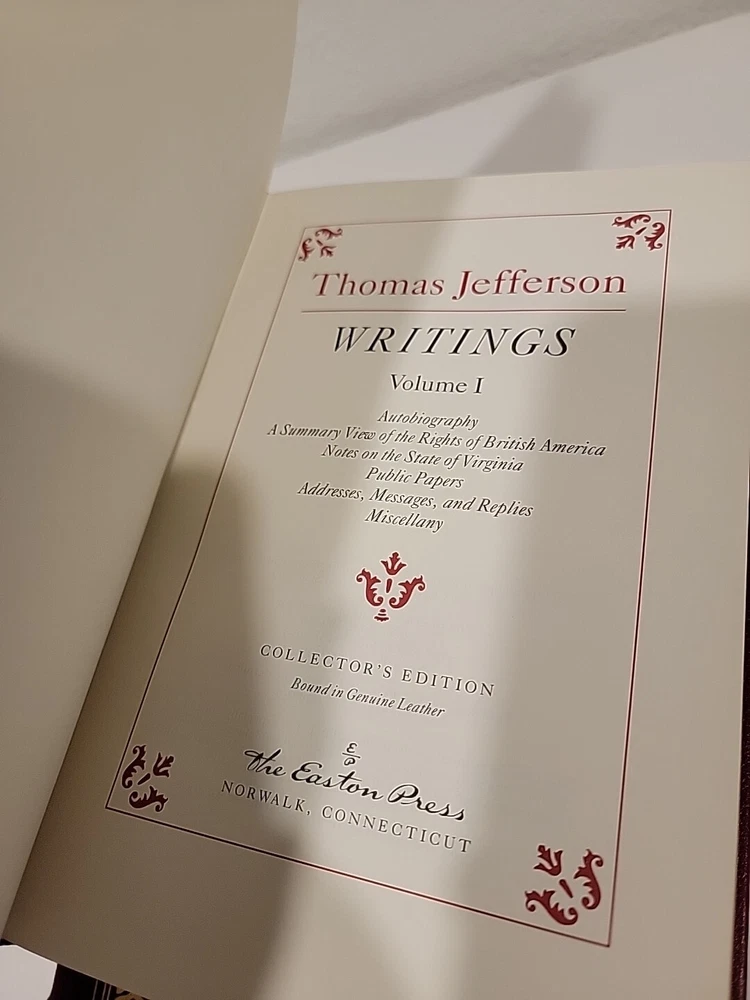 Thomas Jefferson
WRITINGS
Volume I
Autobiography
A Summary View of the Rights of British America
Notes on the State of Virginia
Public Papers
Addresses, Messages, and Replies
Miscellany
COLLECTOR'S EDITION
Bound in Genuine Leather
E
P
The Easton Press
NORWALK, CONNECTICUT